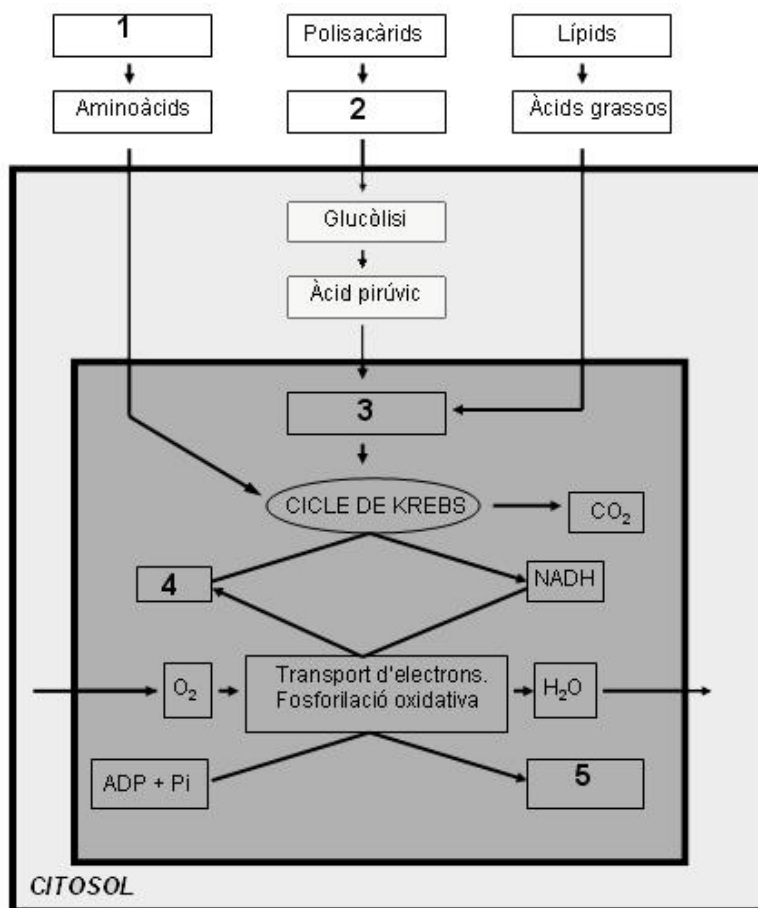 1
Polisacàrids
Lípids
Aminoàcids
2
Àcids grassos
Glucòlisi
Àcid pirúvic
3
CICLE DE KREBS
CO₂
4
NADH
O₂
Transport d'electrons.
Fosforilació oxidativa
H₂O
ADP + Pi
5
CITOSOL